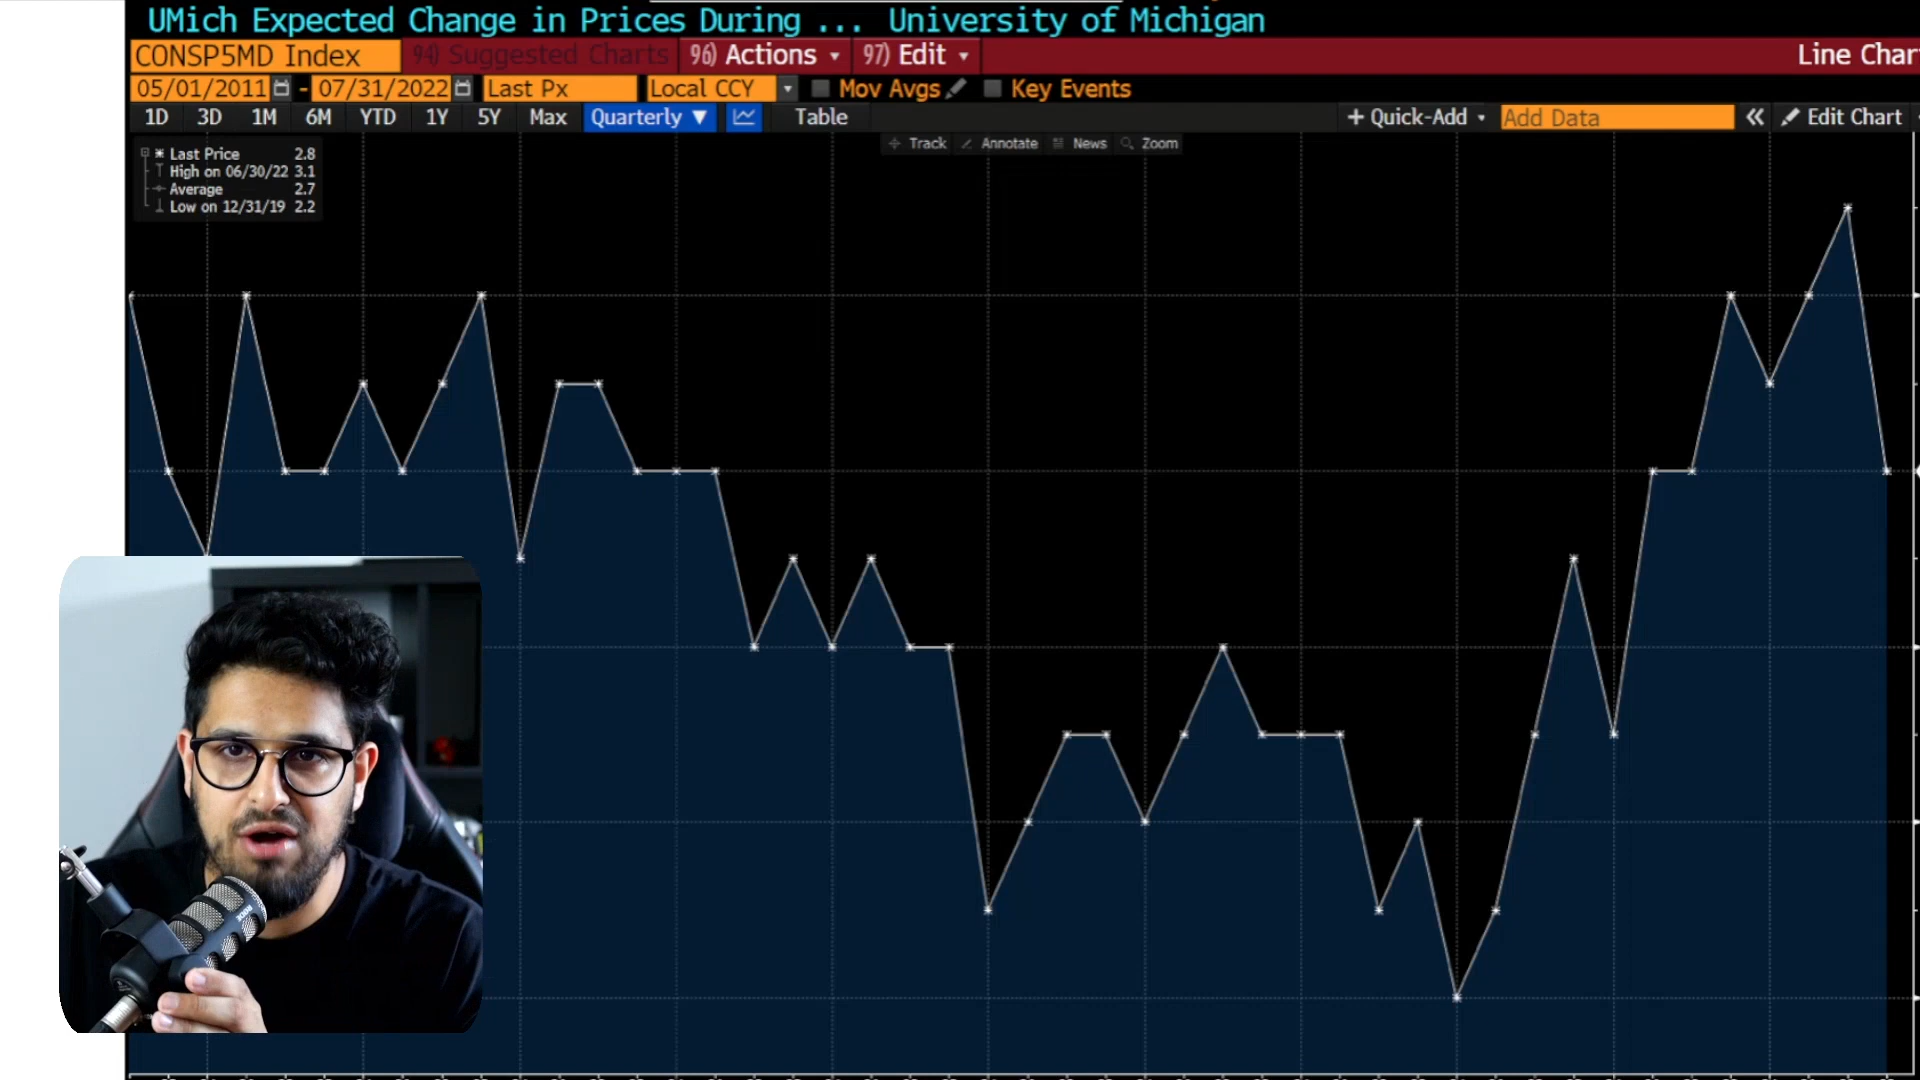 UMich Expected Change in Prices During ... University of Michigan
CONSP5MD Index 94) Suggested Charts 96) Actions 97) Edit Line Char
05/01/2011 - 07/31/2022 Last Px Local CCY Mov Avgs Key Events
1D 3D 1M 6M YTD 1Y 5Y Max Quarterly ▼ Table + Quick-Add Add Data « Edit Chart
Track Annotate News Zoom
Last Price 2.8
High on 06/30/22 3.1
Average 2.7
Low on 12/31/19 2.2
RODE